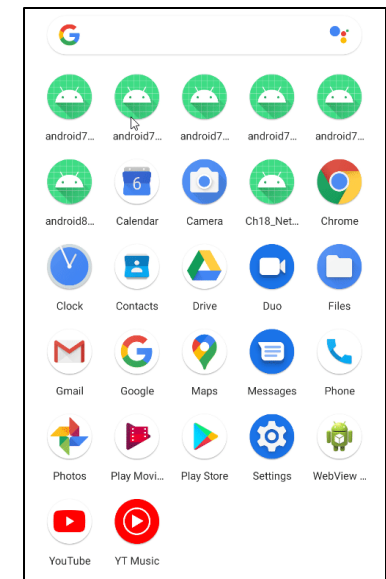 android7... android7... android7... android7... android7...
6
android8... Calendar Camera Ch18_Net... Chrome
Clock Contacts Drive Duo Files
Gmail Google Maps Messages Phone
Photos Play Movi... Play Store Settings WebView ...
YouTube YT Music